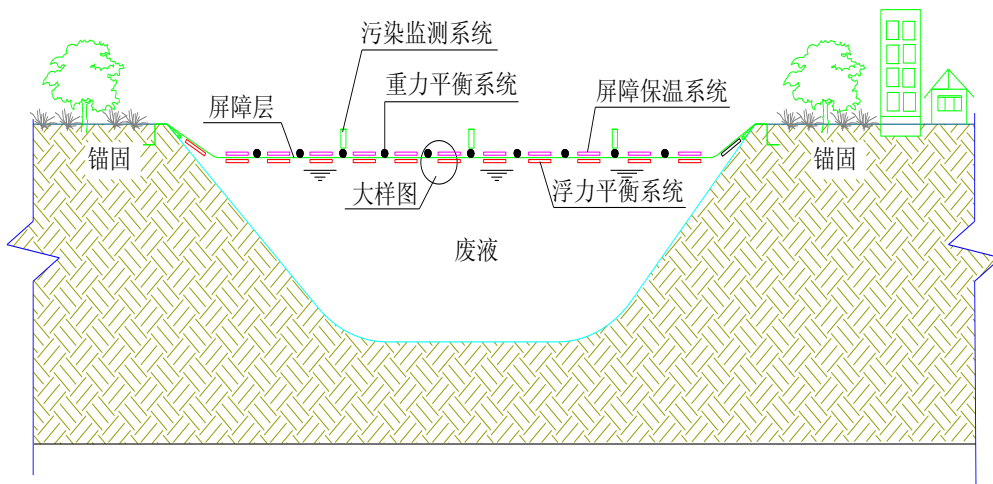 污染监测系统
重力平衡系统
屏障层
屏障保温系统
锚固
锚固
大样图
浮力平衡系统
废液